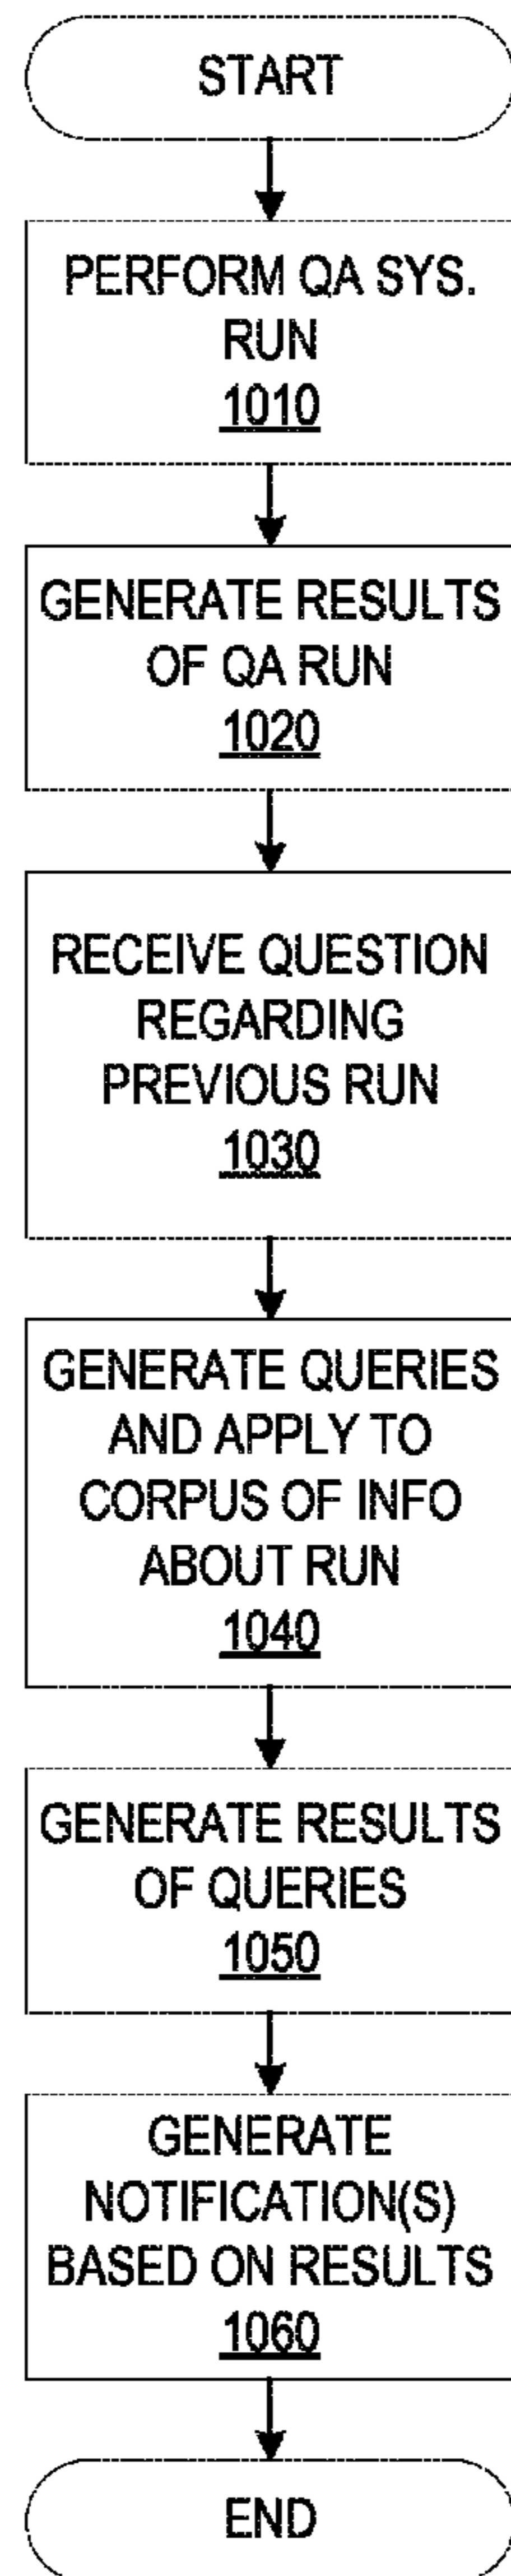 START
PERFORM QA SYS.
RUN
1010
GENERATE RESULTS
OF QA RUN
1020
RECEIVE QUESTION
REGARDING
PREVIOUS RUN
1030
GENERATE QUERIES
AND APPLY TO
CORPUS OF INFO
ABOUT RUN
1040
GENERATE RESULTS
OF QUERIES
1050
GENERATE
NOTIFICATION(S)
BASED ON RESULTS
1060
END